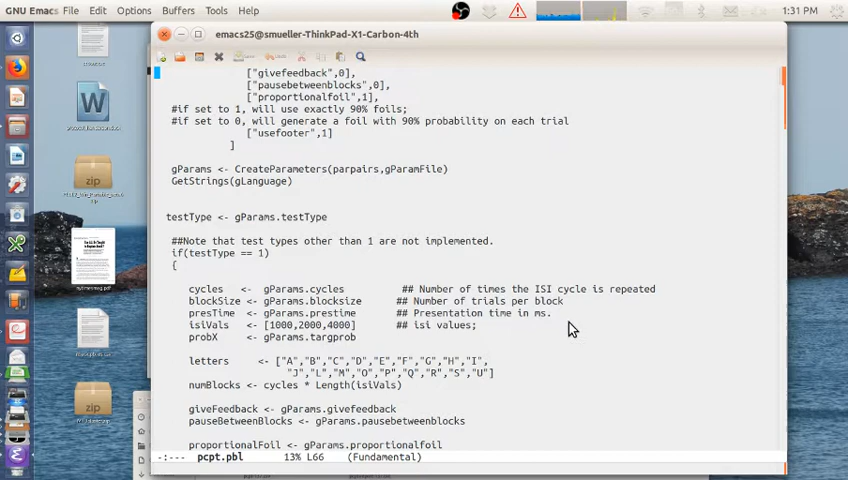 GNU Emacs File Edit Options Buffers Tools Help 1:31 PM
emacs25@smueller-ThinkPad-X1-Carbon-4th
["givefeedback",0],
["pausebetweenblocks",0],
["proportionalfoil",1],
#if set to 1, will use exactly 90% foils;
#if set to 0, will generate a foil with 90% probability on each trial
["usefooter",1]
]
gParams <- CreateParameters(parpairs,gParamFile)
GetStrings(gLanguage)
testType <- gParams.testType
##Note that test types other than 1 are not implemented.
if(testType == 1)
{
cycles <- gParams.cycles ## Number of times the ISI cycle is repeated
blockSize <- gParams.blocksize ## Number of trials per block
presTime <- gParams.prestime ## Presentation time in ms.
isiVals <- [1000,2000,4000] ## isi values;
probX <- gParams.targprob
letters <- ["A","B","C","D","E","F","G","H","I",
"J","L","M","O","P","Q","R","S","U"]
numBlocks <- cycles * Length(isiVals)
giveFeedback <- gParams.givefeedback
pauseBetweenBlocks <- gParams.pausebetweenblocks
proportionalFoil <- gParams.proportionalfoil
-:--- pcpt.pbl 13% L66 (Fundamental)
zip
zip